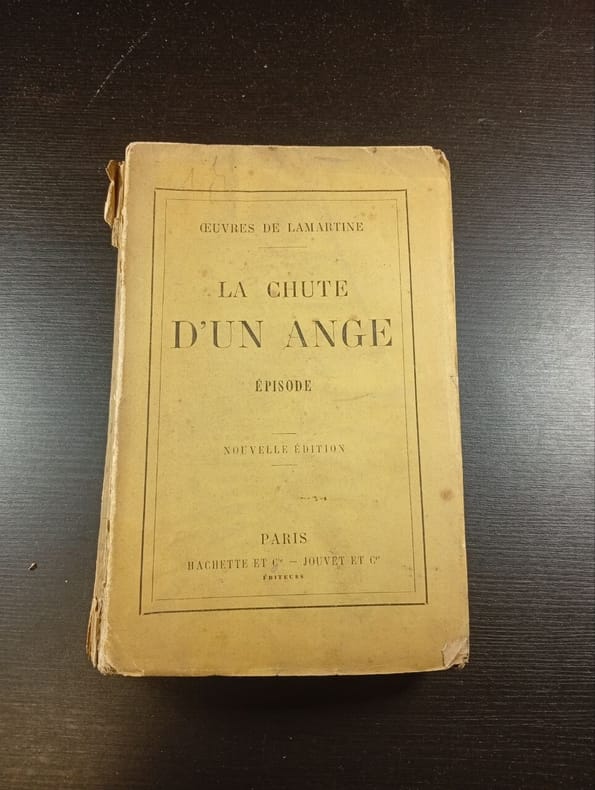 ŒUVRES DE LAMARTINE
LA CHUTE
D'UN ANGE
ÉPISODE
NOUVELLE ÉDITION
PARIS
HACHETTE ET Cie – JOUVET ET Cie
ÉDITEURS